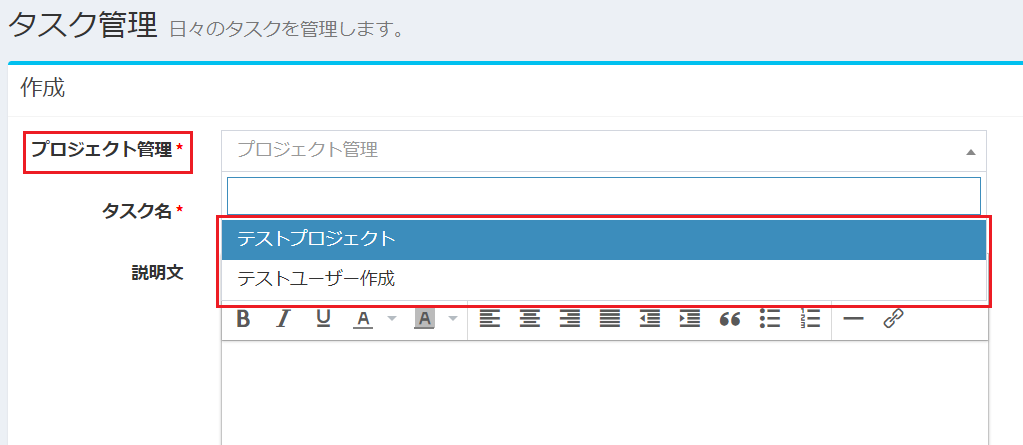 タスク管理 日々のタスクを管理します。
作成
プロジェクト管理 *
プロジェクト管理
タスク名 *
テストプロジェクト
説明文
テストユーザー作成
B I U A A